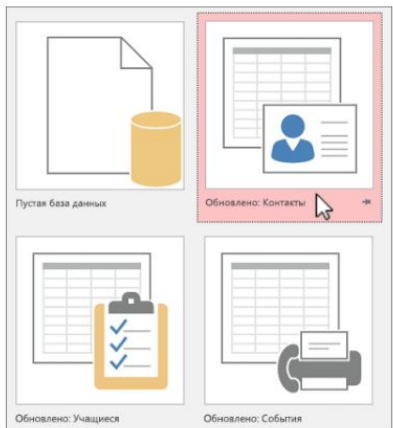 Пустая база данных
Обновлено: Контакты
Обновлено: Учащиеся
Обновлено: События